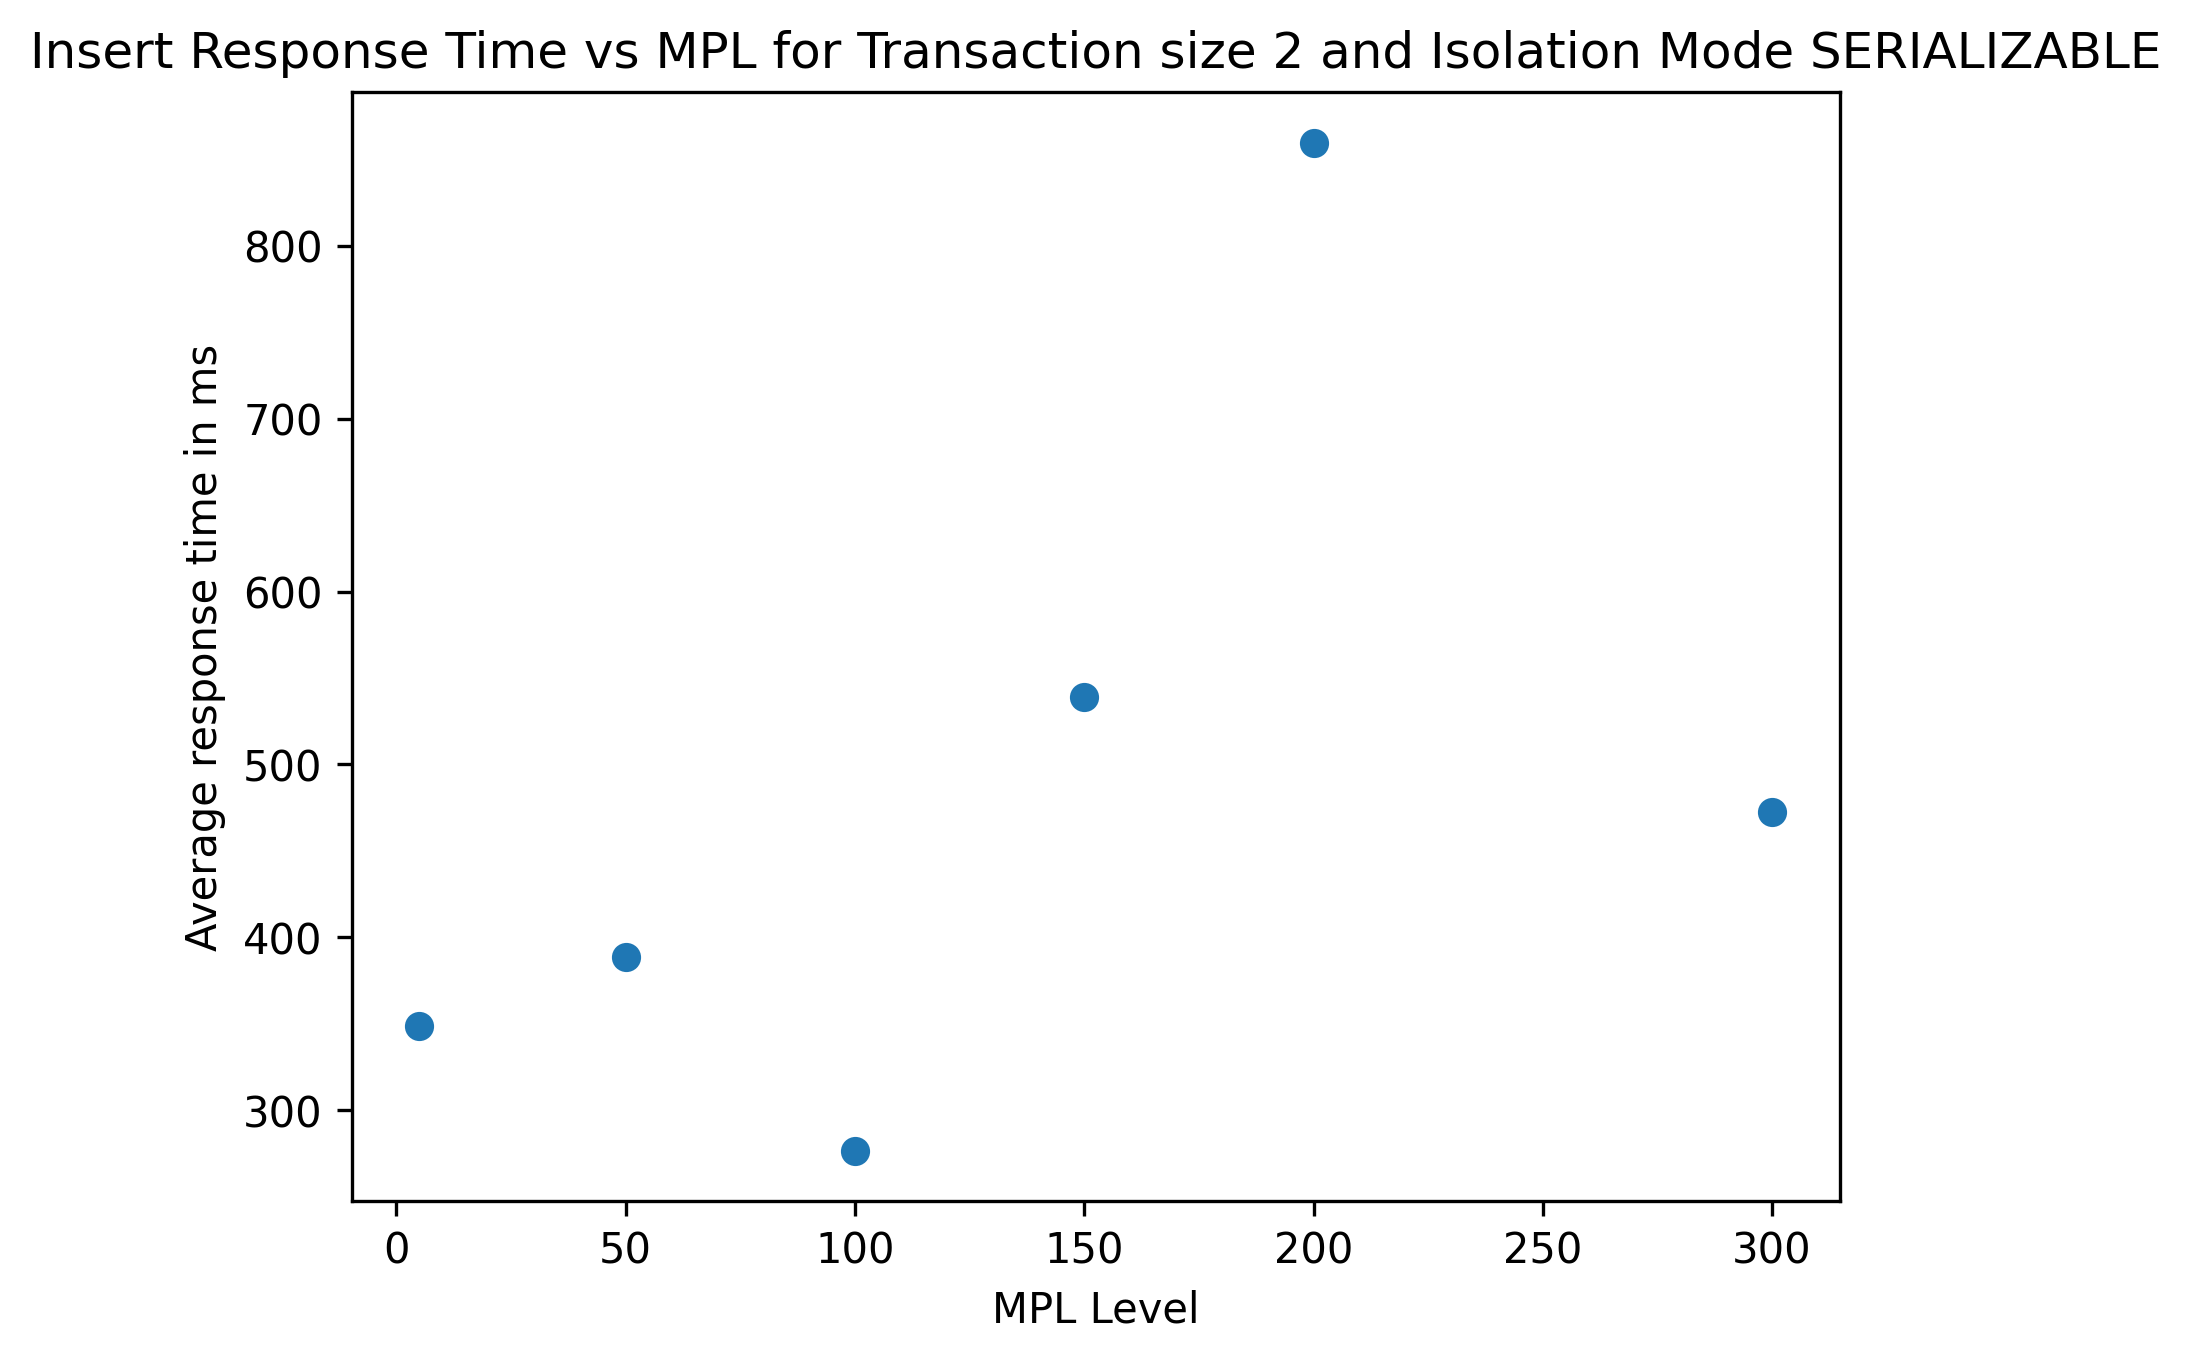 Insert Response Time vs MPL for Transaction size 2 and Isolation Mode SERIALIZABLE
800
700
600
500
400
300
Average response time in ms
0 50 100 150 200 250 300
MPL Level